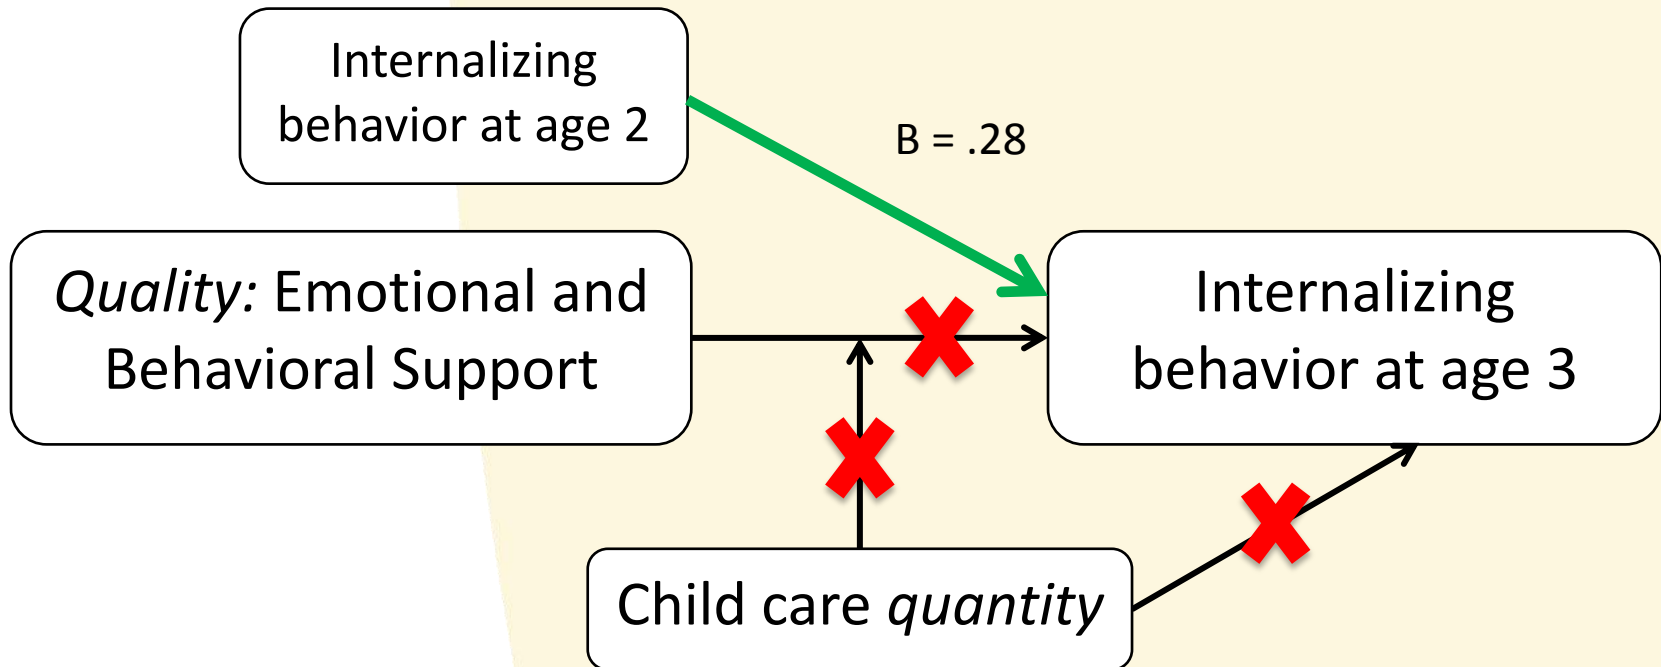 Internalizing
behavior at age 2
B = .28
Quality: Emotional and
Behavioral Support
Internalizing
behavior at age 3
Child care quantity